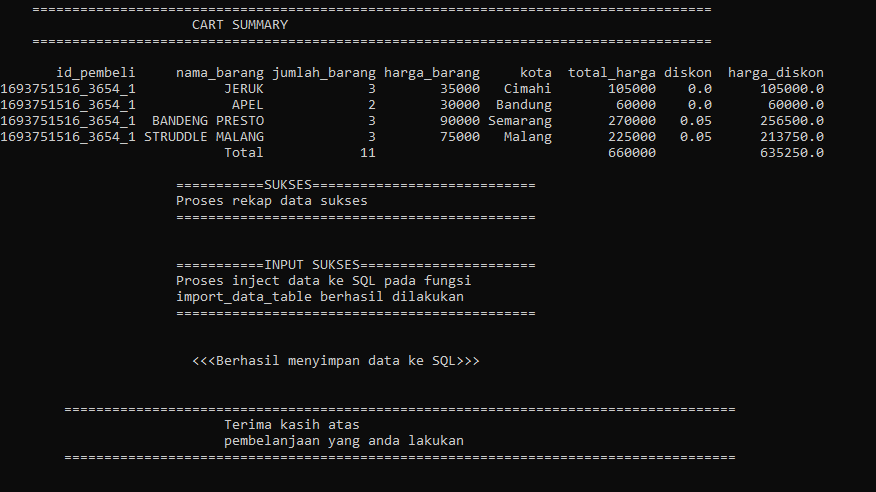 =====================================================================================
CART SUMMARY
=====================================================================================
id_pembeli nama_barang jumlah_barang harga_barang kota total_harga diskon harga_diskon
1693751516_3654_1 JERUK 3 35000 Cimahi 105000 0.0 105000.0
1693751516_3654_1 APEL 2 30000 Bandung 60000 0.0 60000.0
1693751516_3654_1 BANDENG PRESTO 3 90000 Semarang 270000 0.05 256500.0
1693751516_3654_1 STRUDDLE MALANG 3 75000 Malang 225000 0.05 213750.0
Total 11 660000 635250.0
===========SUKSES============================
Proses rekap data sukses
=============================================
===========INPUT SUKSES======================
Proses inject data ke SQL pada fungsi
import_data_table berhasil dilakukan
=============================================
<<<Berhasil menyimpan data ke SQL>>>
====================================================================================
Terima kasih atas
pembelanjaan yang anda lakukan
====================================================================================